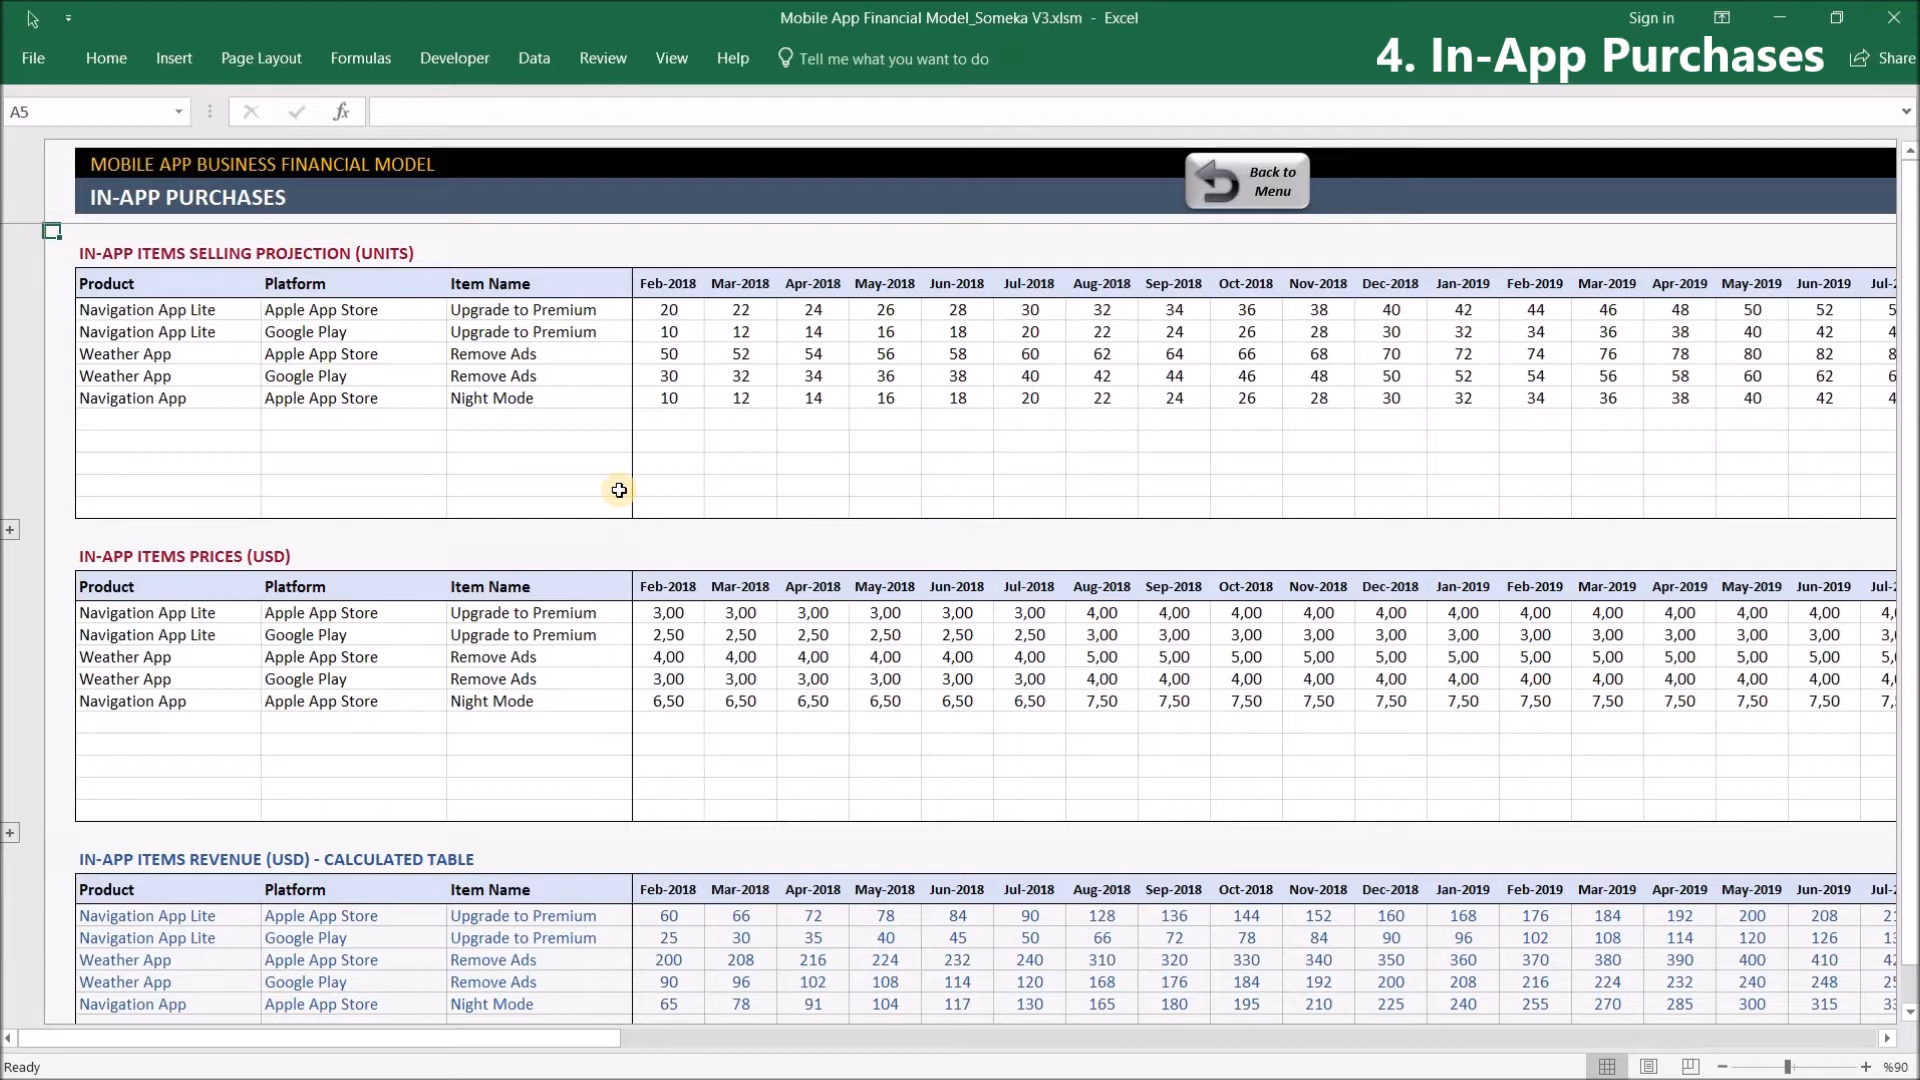 Mobile App Financial Model_Someka V3.xlsm - Excel
Sign in
File Home Insert Page Layout Formulas Developer Data Review View Help Tell me what you want to do
4. In-App Purchases
Share
A5
fx
MOBILE APP BUSINESS FINANCIAL MODEL
IN-APP PURCHASES
Back to
Menu
IN-APP ITEMS SELLING PROJECTION (UNITS)
Product Platform Item Name Feb-2018 Mar-2018 Apr-2018 May-2018 Jun-2018 Jul-2018 Aug-2018 Sep-2018 Oct-2018 Nov-2018 Dec-2018 Jan-2019 Feb-2019 Mar-2019 Apr-2019 May-2019 Jun-2019
Navigation App Lite Apple App Store Upgrade to Premium 20 22 24 26 28 30 32 34 36 38 40 42 44 46 48 50 52
Navigation App Lite Google Play Upgrade to Premium 10 12 14 16 18 20 22 24 26 28 30 32 34 36 38 40 42
Weather App Apple App Store Remove Ads 50 52 54 56 58 60 62 64 66 68 70 72 74 76 78 80 82
Weather App Google Play Remove Ads 30 32 34 36 38 40 42 44 46 48 50 52 54 56 58 60 62
Navigation App Apple App Store Night Mode 10 12 14 16 18 20 22 24 26 28 30 32 34 36 38 40 42
IN-APP ITEMS PRICES (USD)
Product Platform Item Name Feb-2018 Mar-2018 Apr-2018 May-2018 Jun-2018 Jul-2018 Aug-2018 Sep-2018 Oct-2018 Nov-2018 Dec-2018 Jan-2019 Feb-2019 Mar-2019 Apr-2019 May-2019 Jun-2019
Navigation App Lite Apple App Store Upgrade to Premium 3,00 3,00 3,00 3,00 3,00 3,00 4,00 4,00 4,00 4,00 4,00 4,00 4,00 4,00 4,00 4,00 4,00
Navigation App Lite Google Play Upgrade to Premium 2,50 2,50 2,50 2,50 2,50 2,50 3,00 3,00 3,00 3,00 3,00 3,00 3,00 3,00 3,00 3,00 3,00
Weather App Apple App Store Remove Ads 4,00 4,00 4,00 4,00 4,00 4,00 5,00 5,00 5,00 5,00 5,00 5,00 5,00 5,00 5,00 5,00 5,00
Weather App Google Play Remove Ads 3,00 3,00 3,00 3,00 3,00 3,00 4,00 4,00 4,00 4,00 4,00 4,00 4,00 4,00 4,00 4,00 4,00
Navigation App Apple App Store Night Mode 6,50 6,50 6,50 6,50 6,50 6,50 7,50 7,50 7,50 7,50 7,50 7,50 7,50 7,50 7,50 7,50 7,50
IN-APP ITEMS REVENUE (USD) - CALCULATED TABLE
Product Platform Item Name Feb-2018 Mar-2018 Apr-2018 May-2018 Jun-2018 Jul-2018 Aug-2018 Sep-2018 Oct-2018 Nov-2018 Dec-2018 Jan-2019 Feb-2019 Mar-2019 Apr-2019 May-2019 Jun-2019
Navigation App Lite Apple App Store Upgrade to Premium 60 66 72 78 84 90 128 136 144 152 160 168 176 184 192 200 208
Navigation App Lite Google Play Upgrade to Premium 25 30 35 40 45 50 66 72 78 84 90 96 102 108 114 120 126
Weather App Apple App Store Remove Ads 200 208 216 224 232 240 310 320 330 340 350 360 370 380 390 400 410
Weather App Google Play Remove Ads 90 96 102 108 114 120 168 176 184 192 200 208 216 224 232 240 248
Navigation App Apple App Store Night Mode 65 78 91 104 117 130 165 180 195 210 225 240 255 270 285 300 315
Ready
%90